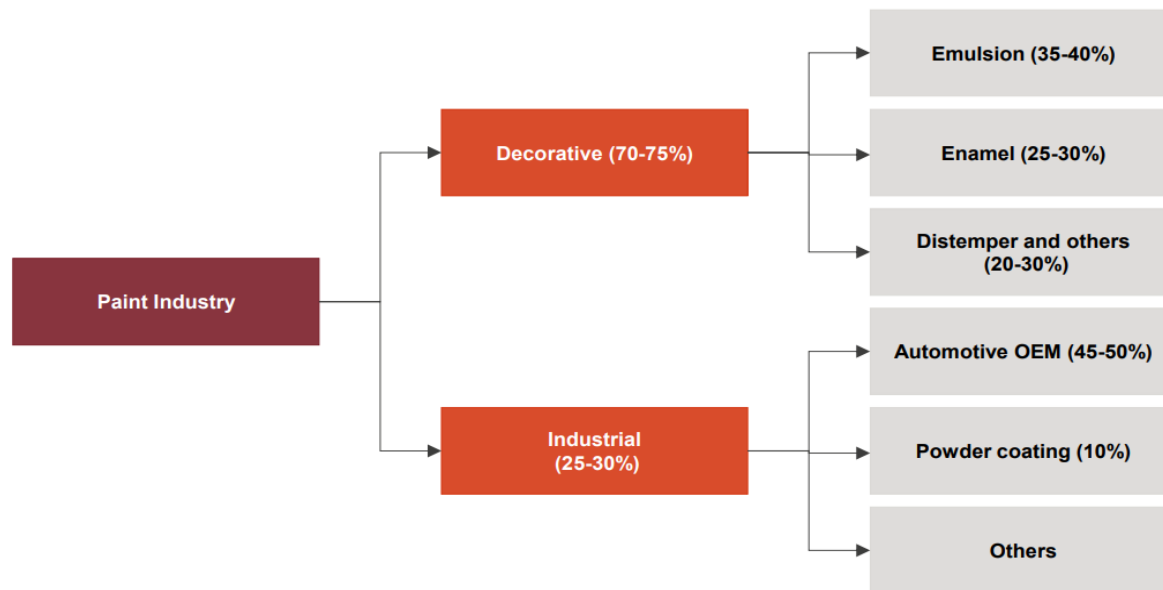 Paint Industry
Decorative (70-75%)
Industrial
(25-30%)
Emulsion (35-40%)
Enamel (25-30%)
Distemper and others
(20-30%)
Automotive OEM (45-50%)
Powder coating (10%)
Others